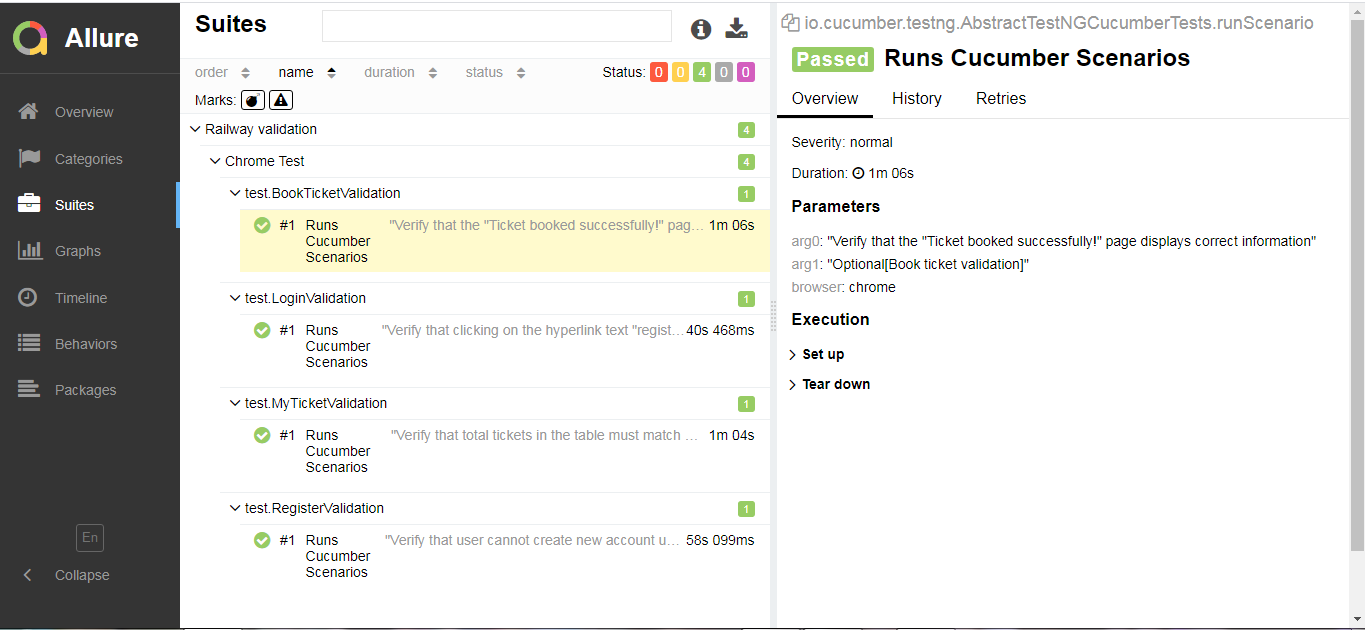 Allure
Overview
Categories
Suites
Graphs
Timeline
Behaviors
Packages
En
Collapse
Suites
order name duration status Status: 0 0 4 0 0
Marks:
Railway validation 4
Chrome Test 4
test.BookTicketValidation 1
#1 Runs Cucumber Scenarios "Verify that the "Ticket booked successfully!" pag... 1m 06s
test.LoginValidation 1
#1 Runs Cucumber Scenarios "Verify that clicking on the hyperlink text "regist... 40s 468ms
test.MyTicketValidation 1
#1 Runs Cucumber Scenarios "Verify that total tickets in the table must match ... 1m 04s
test.RegisterValidation 1
#1 Runs Cucumber Scenarios "Verify that user cannot create new account u... 58s 099ms
io.cucumber.testng.AbstractTestNGCucumberTests.runScenario
Passed Runs Cucumber Scenarios
Overview History Retries
Severity: normal
Duration: 1m 06s
Parameters
arg0: "Verify that the "Ticket booked successfully!" page displays correct information"
arg1: "Optional[Book ticket validation]"
browser: chrome
Execution
Set up
Tear down